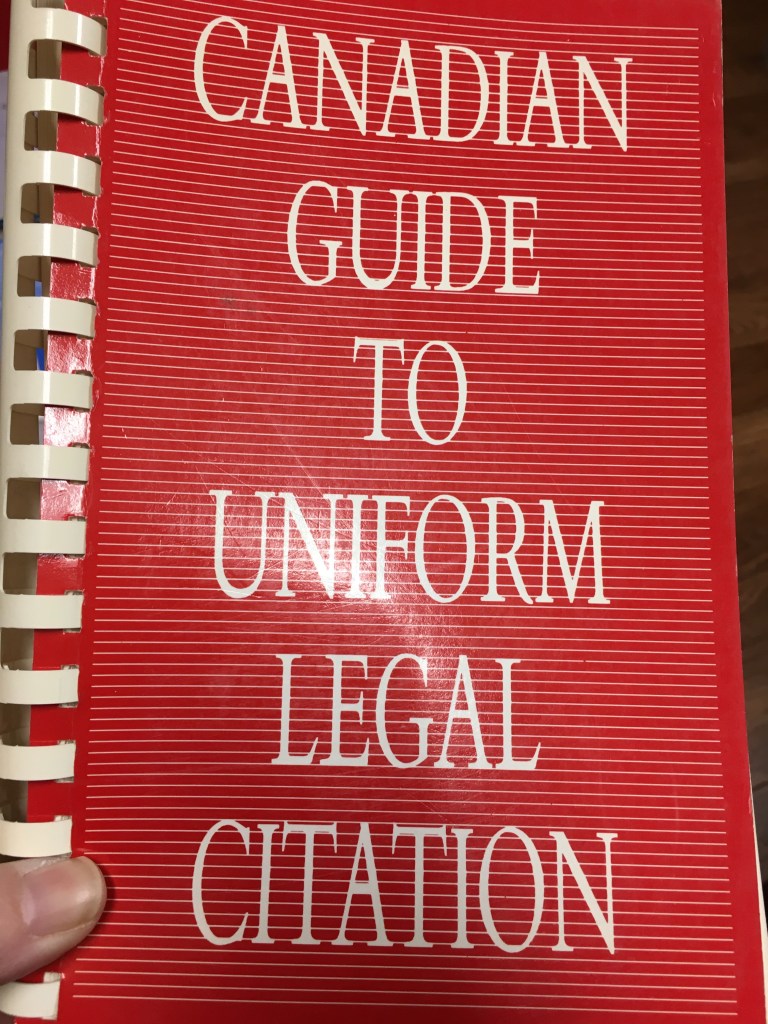 CANADIAN
GUIDE
TO
UNIFORM
LEGAL
CITATION